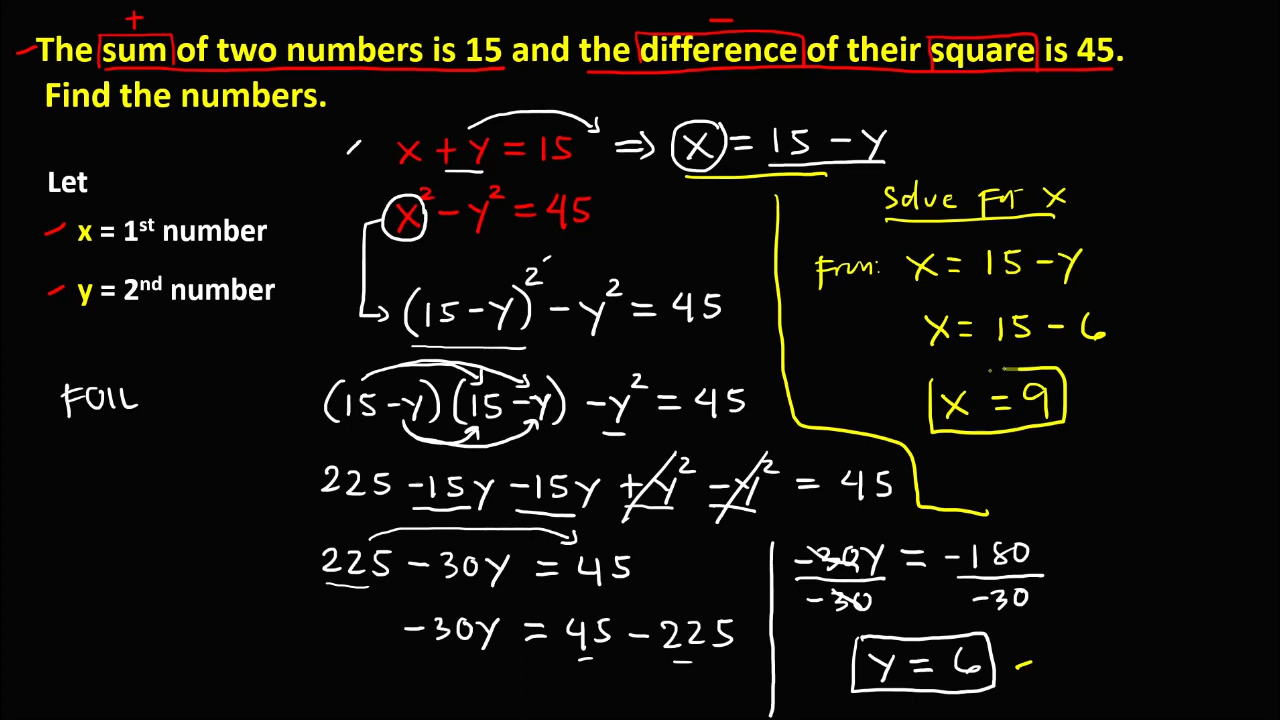 + −
The sum of two numbers is 15 and the difference of their square is 45.
Find the numbers.
Let
x = 1st number
y = 2nd number
FOIL
x + y = 15 ⇒ x = 15 - y
x² - y² = 45
(15 - y)² - y² = 45
(15 - y)(15 - y) - y² = 45
225 - 15y - 15y + y² - y² = 45
225 - 30y = 45
-30y = 45 - 225
-30y = -180
-30 -30
y = 6
Solve for x
From: x = 15 - y
x = 15 - 6
x = 9